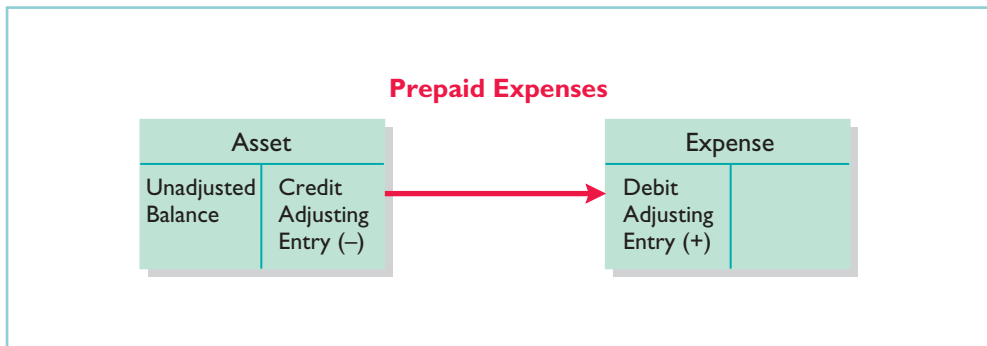 Prepaid Expenses
Asset
Unadjusted
Balance
Credit
Adjusting
Entry (–)
Expense
Debit
Adjusting
Entry (+)